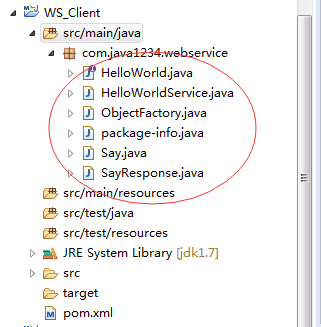 WS_Client
src/main/java
com.java1234.webservice
HelloWorld.java
HelloWorldService.java
ObjectFactory.java
package-info.java
Say.java
SayResponse.java
src/main/resources
src/test/java
src/test/resources
JRE System Library [jdk1.7]
src
target
pom.xml